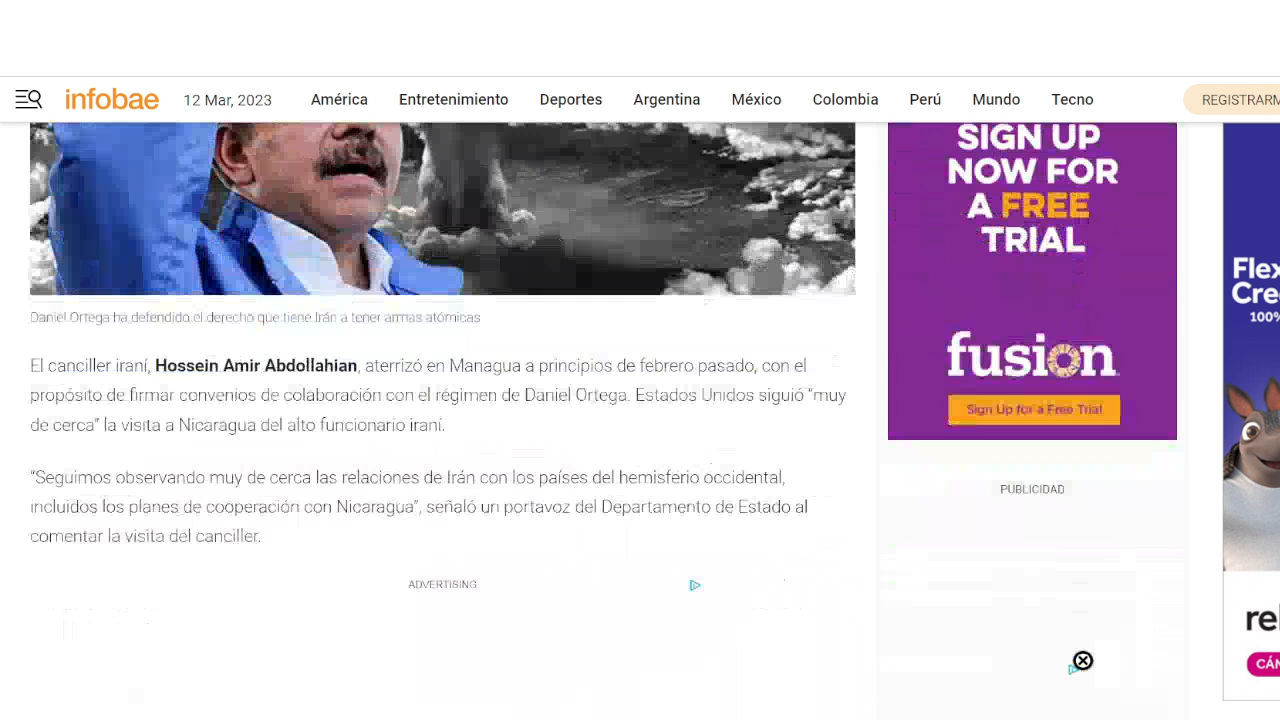 infobae
12 Mar, 2023
América
Entretenimiento
Deportes
Argentina
México
Colombia
Perú
Mundo
Tecno
REGISTRARM
SIGN UP
NOW FOR
A FREE
TRIAL
fusion
Sign Up for a Free Trial
Daniel Ortega ha defendido el derecho que tiene Irán a tener armas atómicas
El canciller iraní, Hossein Amir Abdollahian, aterrizó en Managua a principios de febrero pasado, con el
propósito de firmar convenios de colaboración con el régimen de Daniel Ortega. Estados Unidos siguió “muy
de cerca” la visita a Nicaragua del alto funcionario iraní.
“Seguimos observando muy de cerca las relaciones de Irán con los países del hemisferio occidental,
incluidos los planes de cooperación con Nicaragua”, señaló un portavoz del Departamento de Estado al
comentar la visita del canciller.
ADVERTISING
PUBLICIDAD
Flex
Cre
100%
rel
CÁN